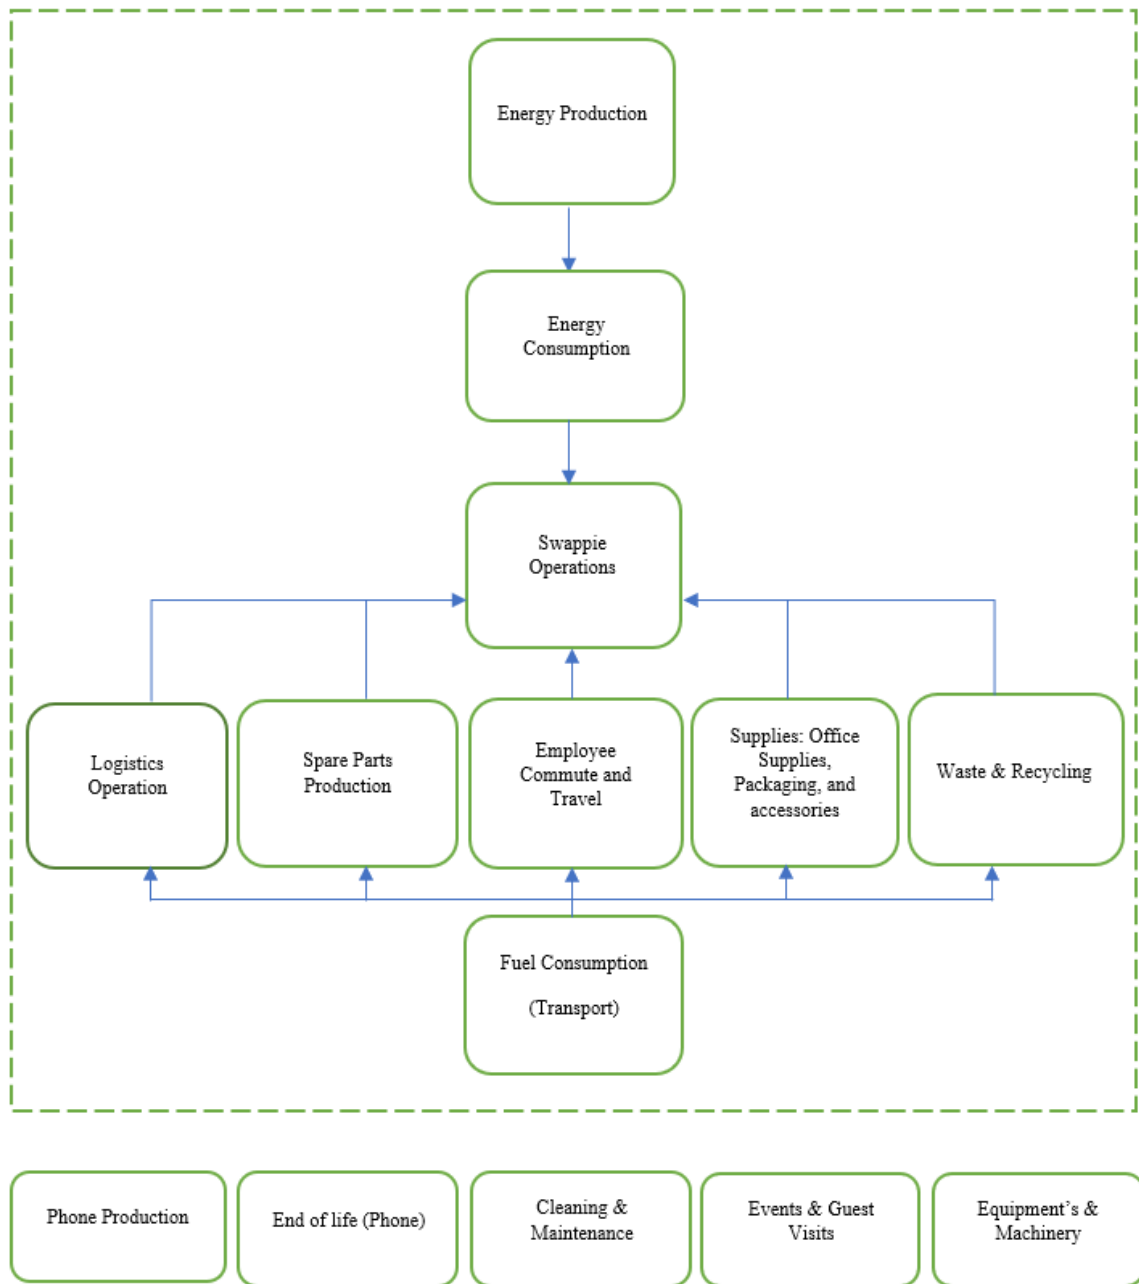 Energy Production
Energy
Consumption
Swappie
Operations
Logistics
Operation
Spare Parts
Production
Employee
Commute and
Travel
Supplies: Office
Supplies,
Packaging, and
accessories
Waste & Recycling
Fuel Consumption
(Transport)
Phone Production
End of life (Phone)
Cleaning &
Maintenance
Events & Guest
Visits
Equipment’s &
Machinery